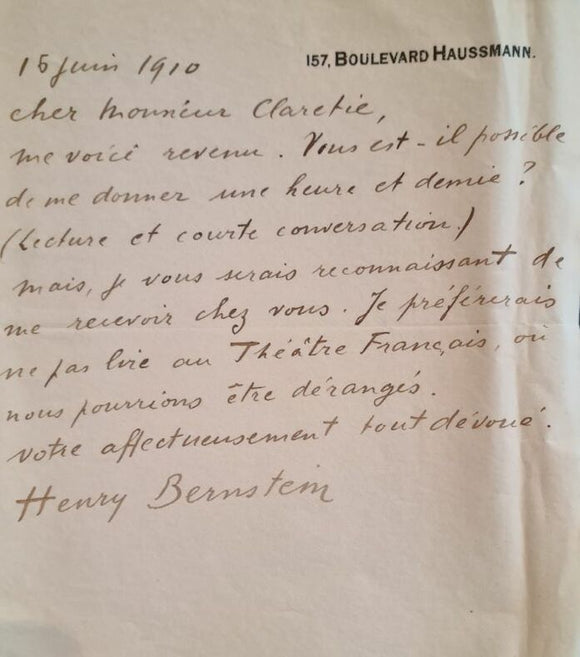 157, BOULEVARD HAUSSMANN.
15 juin 1910
cher Monsieur Claretie,
me voici revenu. Vous est-il possible
de me donner une heure et demie ?
(Lecture et courte conversation.)
mais, je vous serais reconnaissant de
me recevoir chez vous. Je préférerais
ne pas lire au Théâtre Français, où
nous pourrions être dérangés.
votre affectueusement tout dévoué.
Henry Bernstein